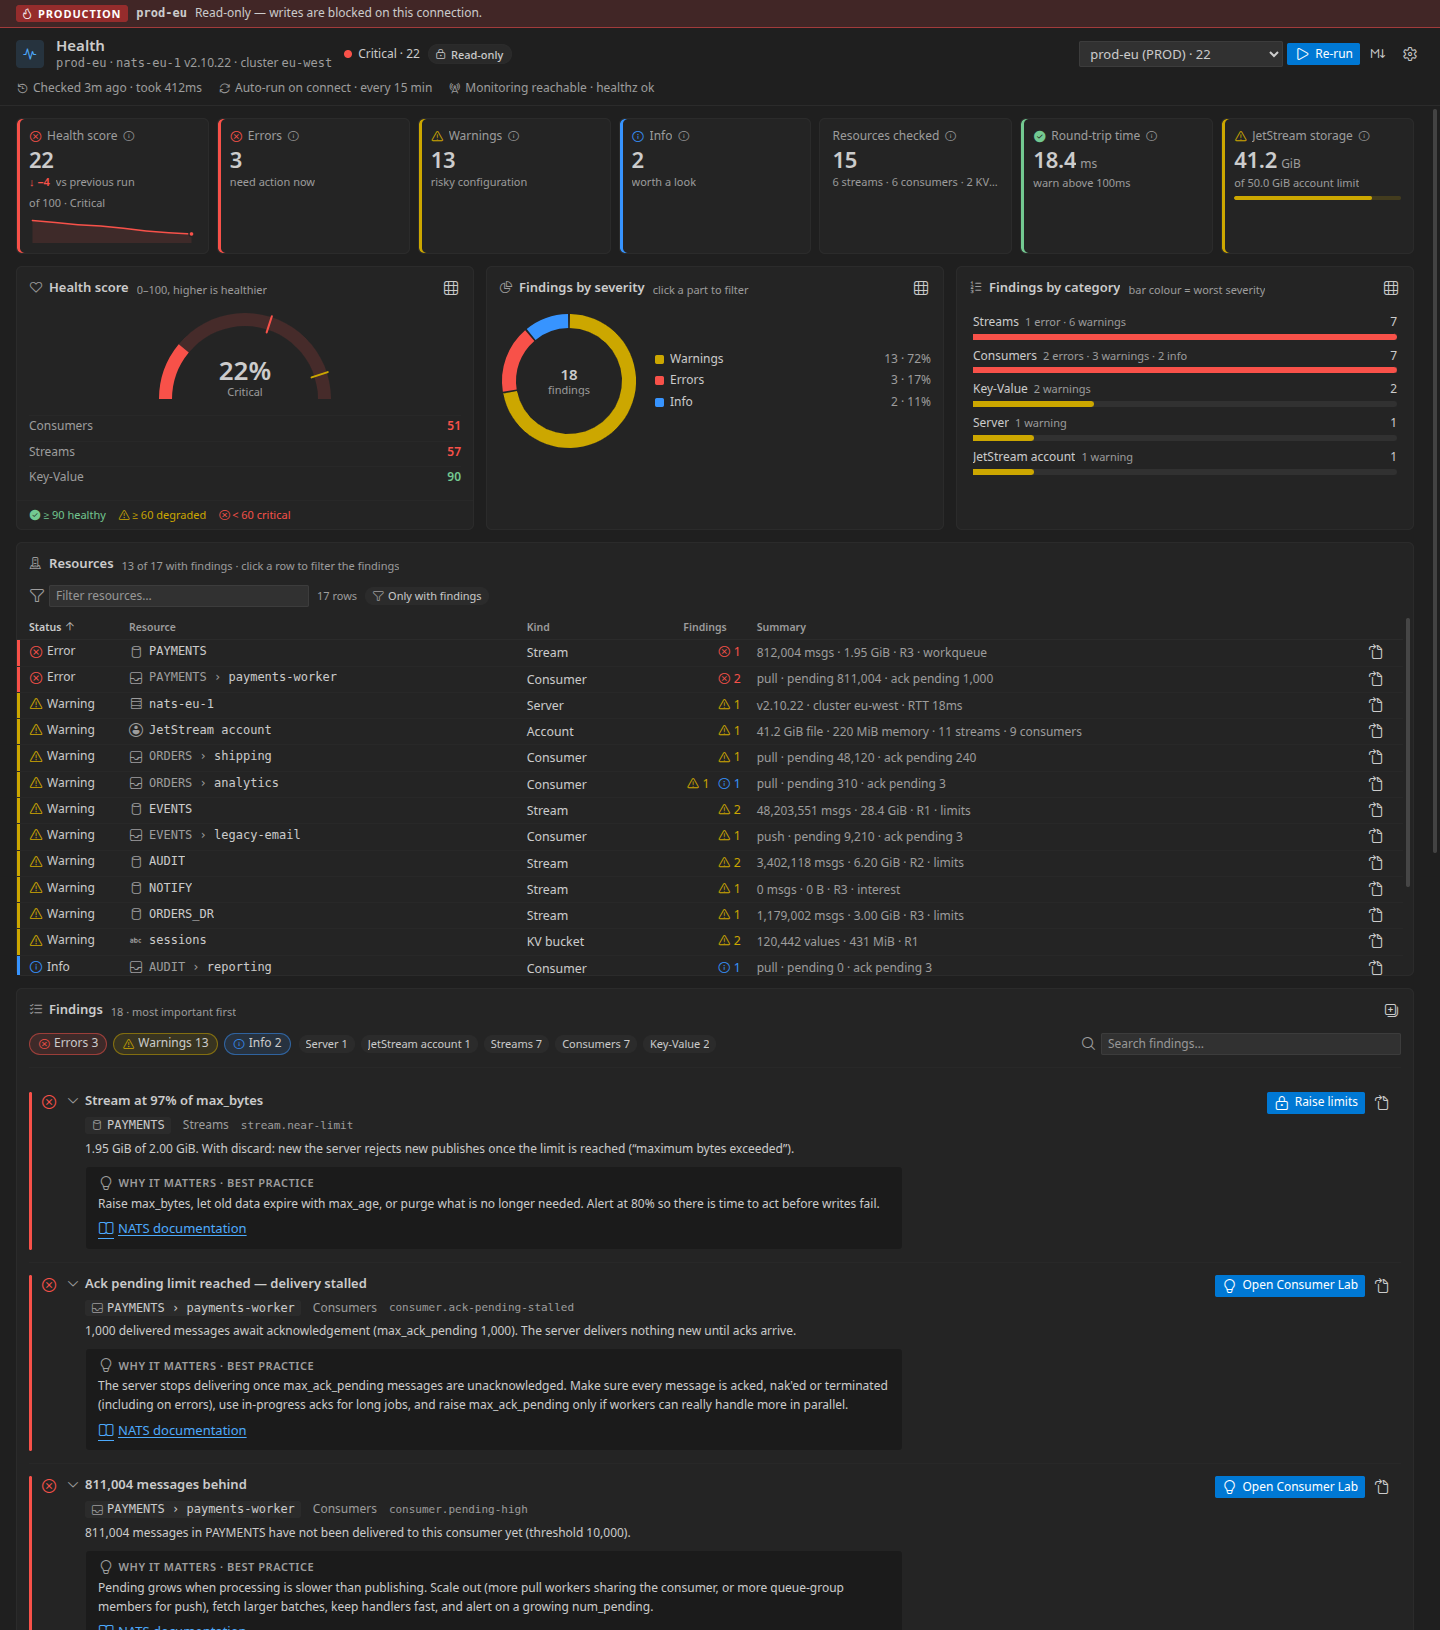 PRODUCTION prod-eu Read-only — writes are blocked on this connection.
Health
prod-eu · nats-eu-1 v2.10.22 · cluster eu-west
Critical · 22
Read-only
prod-eu (PROD) · 22
Re-run
M↓
Checked 3m ago · took 412ms Auto-run on connect · every 15 min Monitoring reachable · healthz ok
Health score
22
↓ −4 vs previous run
of 100 · Critical
Errors
3
need action now
Warnings
13
risky configuration
Info
2
worth a look
Resources checked
15
6 streams · 6 consumers · 2 KV...
Round-trip time
18.4 ms
warn above 100ms
JetStream storage
41.2 GiB
of 50.0 GiB account limit
Health score 0–100, higher is healthier
22%
Critical
Consumers 51
Streams 57
Key-Value 90
≥ 90 healthy ≥ 60 degraded < 60 critical
Findings by severity click a part to filter
18
findings
Warnings 13 · 72%
Errors 3 · 17%
Info 2 · 11%
Findings by category bar colour = worst severity
Streams 1 error · 6 warnings 7
Consumers 2 errors · 3 warnings · 2 info 7
Key-Value 2 warnings 2
Server 1 warning 1
JetStream account 1 warning 1
Resources 13 of 17 with findings · click a row to filter the findings
Filter resources... 17 rows Only with findings
Status ↑ Resource Kind Findings Summary
Error PAYMENTS Stream 1 812,004 msgs · 1.95 GiB · R3 · workqueue
Error PAYMENTS › payments-worker Consumer 2 pull · pending 811,004 · ack pending 1,000
Warning nats-eu-1 Server 1 v2.10.22 · cluster eu-west · RTT 18ms
Warning JetStream account Account 1 41.2 GiB file · 220 MiB memory · 11 streams · 9 consumers
Warning ORDERS › shipping Consumer 1 pull · pending 48,120 · ack pending 240
Warning ORDERS › analytics Consumer 1 1 pull · pending 310 · ack pending 3
Warning EVENTS Stream 2 48,203,551 msgs · 28.4 GiB · R1 · limits
Warning EVENTS › legacy-email Consumer 1 push · pending 9,210 · ack pending 3
Warning AUDIT Stream 2 3,402,118 msgs · 6.20 GiB · R2 · limits
Warning NOTIFY Stream 1 0 msgs · 0 B · R3 · interest
Warning ORDERS_DR Stream 1 1,179,002 msgs · 3.00 GiB · R3 · limits
Warning abc sessions KV bucket 2 120,442 values · 431 MiB · R1
Info AUDIT › reporting Consumer 1 pull · pending 0 · ack pending 3
Findings 18 · most important first
Errors 3 Warnings 13 Info 2 Server 1 JetStream account 1 Streams 7 Consumers 7 Key-Value 2 Search findings...
Stream at 97% of max_bytes Raise limits
PAYMENTS Streams stream.near-limit
1.95 GiB of 2.00 GiB. With discard: new the server rejects new publishes once the limit is reached (“maximum bytes exceeded”).
WHY IT MATTERS · BEST PRACTICE
Raise max_bytes, let old data expire with max_age, or purge what is no longer needed. Alert at 80% so there is time to act before writes fail.
NATS documentation
Ack pending limit reached — delivery stalled Open Consumer Lab
PAYMENTS › payments-worker Consumers consumer.ack-pending-stalled
1,000 delivered messages await acknowledgement (max_ack_pending 1,000). The server delivers nothing new until acks arrive.
WHY IT MATTERS · BEST PRACTICE
The server stops delivering once max_ack_pending messages are unacknowledged. Make sure every message is acked, nak'ed or terminated
(including on errors), use in-progress acks for long jobs, and raise max_ack_pending only if workers can really handle more in parallel.
NATS documentation
811,004 messages behind Open Consumer Lab
PAYMENTS › payments-worker Consumers consumer.pending-high
811,004 messages in PAYMENTS have not been delivered to this consumer yet (threshold 10,000).
WHY IT MATTERS · BEST PRACTICE
Pending grows when processing is slower than publishing. Scale out (more pull workers sharing the consumer, or more queue-group
members for push), fetch larger batches, keep handlers fast, and alert on a growing num_pending.
NATS documentation